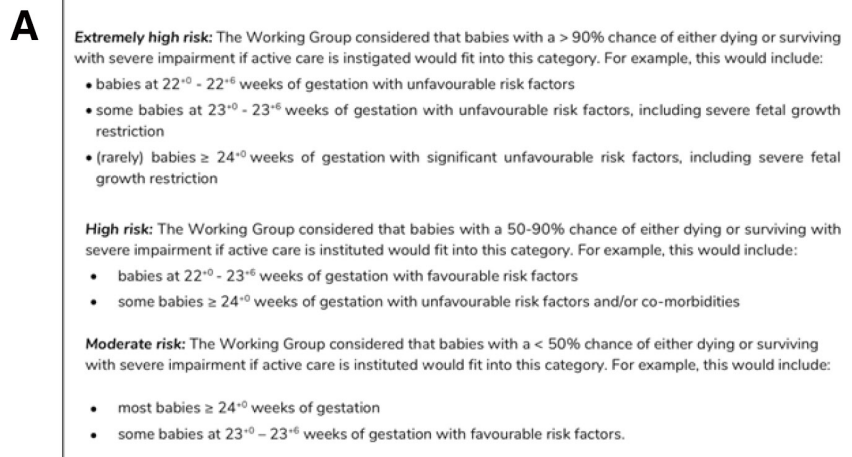 A
Extremely high risk: The Working Group considered that babies with a > 90% chance of either dying or surviving
with severe impairment if active care is instigated would fit into this category. For example, this would include:
• babies at 22⁺⁰ - 22⁺⁶ weeks of gestation with unfavourable risk factors
• some babies at 23⁺⁰ - 23⁺⁶ weeks of gestation with unfavourable risk factors, including severe fetal growth
restriction
• (rarely) babies ≥ 24⁺⁰ weeks of gestation with significant unfavourable risk factors, including severe fetal
growth restriction
High risk: The Working Group considered that babies with a 50-90% chance of either dying or surviving with
severe impairment if active care is instituted would fit into this category. For example, this would include:
• babies at 22⁺⁰ - 23⁺⁶ weeks of gestation with favourable risk factors
• some babies ≥ 24⁺⁰ weeks of gestation with unfavourable risk factors and/or co-morbidities
Moderate risk: The Working Group considered that babies with a < 50% chance of either dying or surviving
with severe impairment if active care is instituted would fit into this category. For example, this would include:
• most babies ≥ 24⁺⁰ weeks of gestation
• some babies at 23⁺⁰ – 23⁺⁶ weeks of gestation with favourable risk factors.